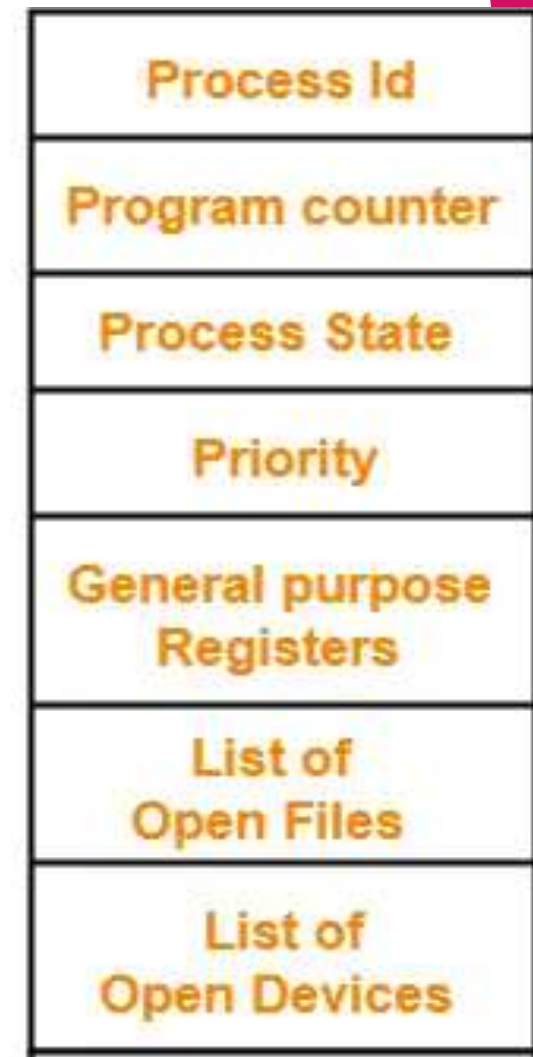 Process Id
Program counter
Process State
Priority
General purpose
Registers
List of
Open Files
List of
Open Devices